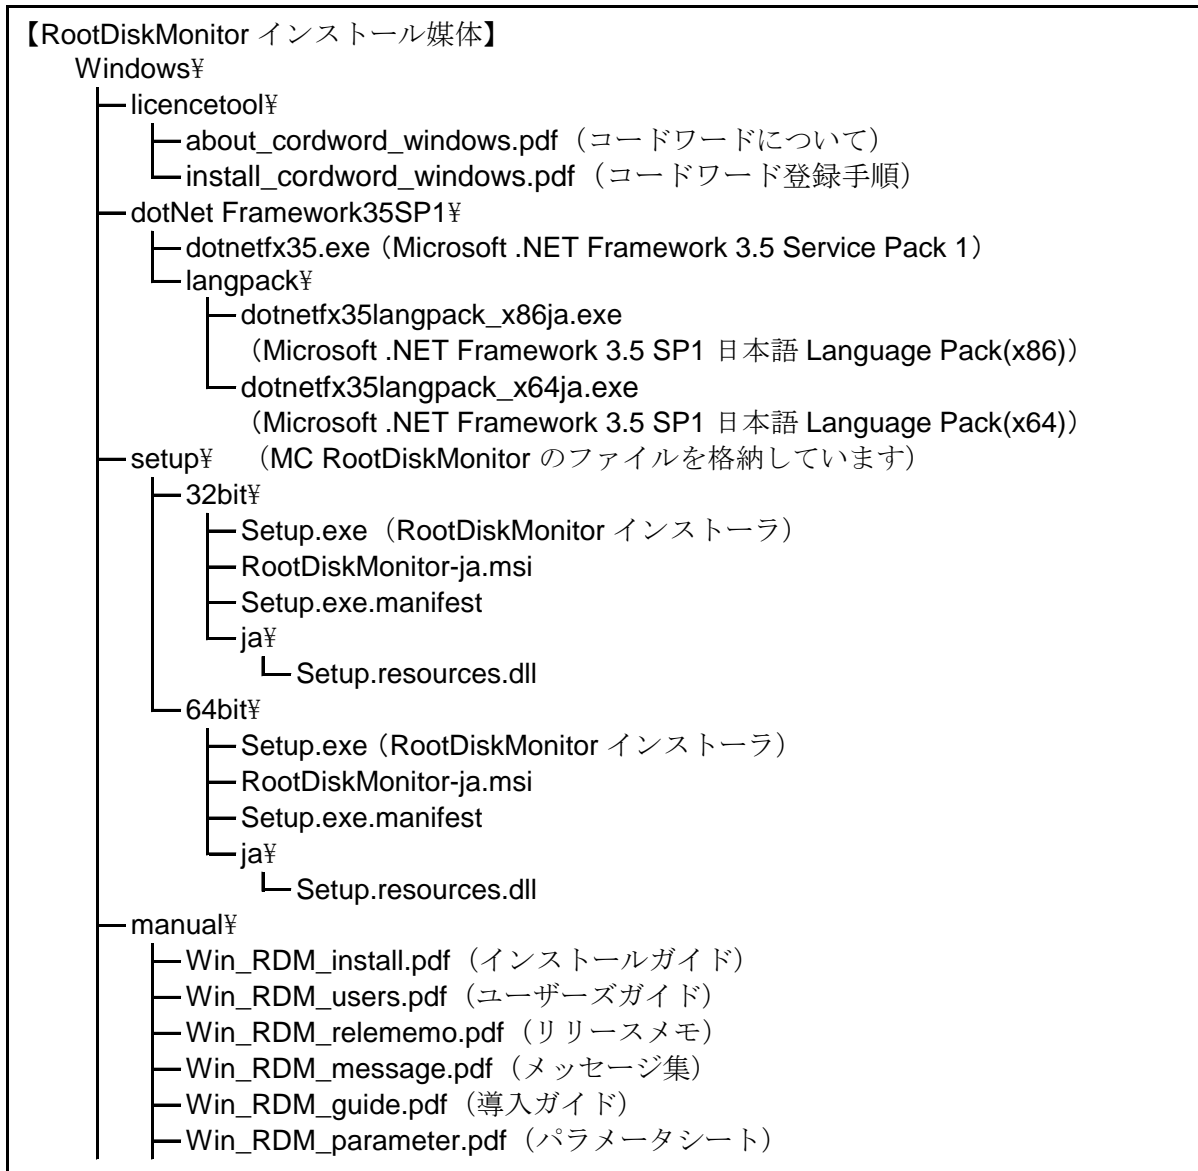 【RootDiskMonitor インストール媒体】
Windows¥
licencetool¥
about_cordword_windows.pdf（コードワードについて）
install_cordword_windows.pdf（コードワード登録手順）
dotNet Framework35SP1¥
dotnetfx35.exe（Microsoft .NET Framework 3.5 Service Pack 1）
langpack¥
dotnetfx35langpack_x86ja.exe
（Microsoft .NET Framework 3.5 SP1 日本語 Language Pack(x86)）
dotnetfx35langpack_x64ja.exe
（Microsoft .NET Framework 3.5 SP1 日本語 Language Pack(x64)）
setup¥　（MC RootDiskMonitor のファイルを格納しています）
32bit¥
Setup.exe（RootDiskMonitor インストーラ）
RootDiskMonitor-ja.msi
Setup.exe.manifest
ja¥
Setup.resources.dll
64bit¥
Setup.exe（RootDiskMonitor インストーラ）
RootDiskMonitor-ja.msi
Setup.exe.manifest
ja¥
Setup.resources.dll
manual¥
Win_RDM_install.pdf（インストールガイド）
Win_RDM_users.pdf（ユーザーズガイド）
Win_RDM_relememo.pdf（リリースメモ）
Win_RDM_message.pdf（メッセージ集）
Win_RDM_guide.pdf（導入ガイド）
Win_RDM_parameter.pdf（パラメータシート）